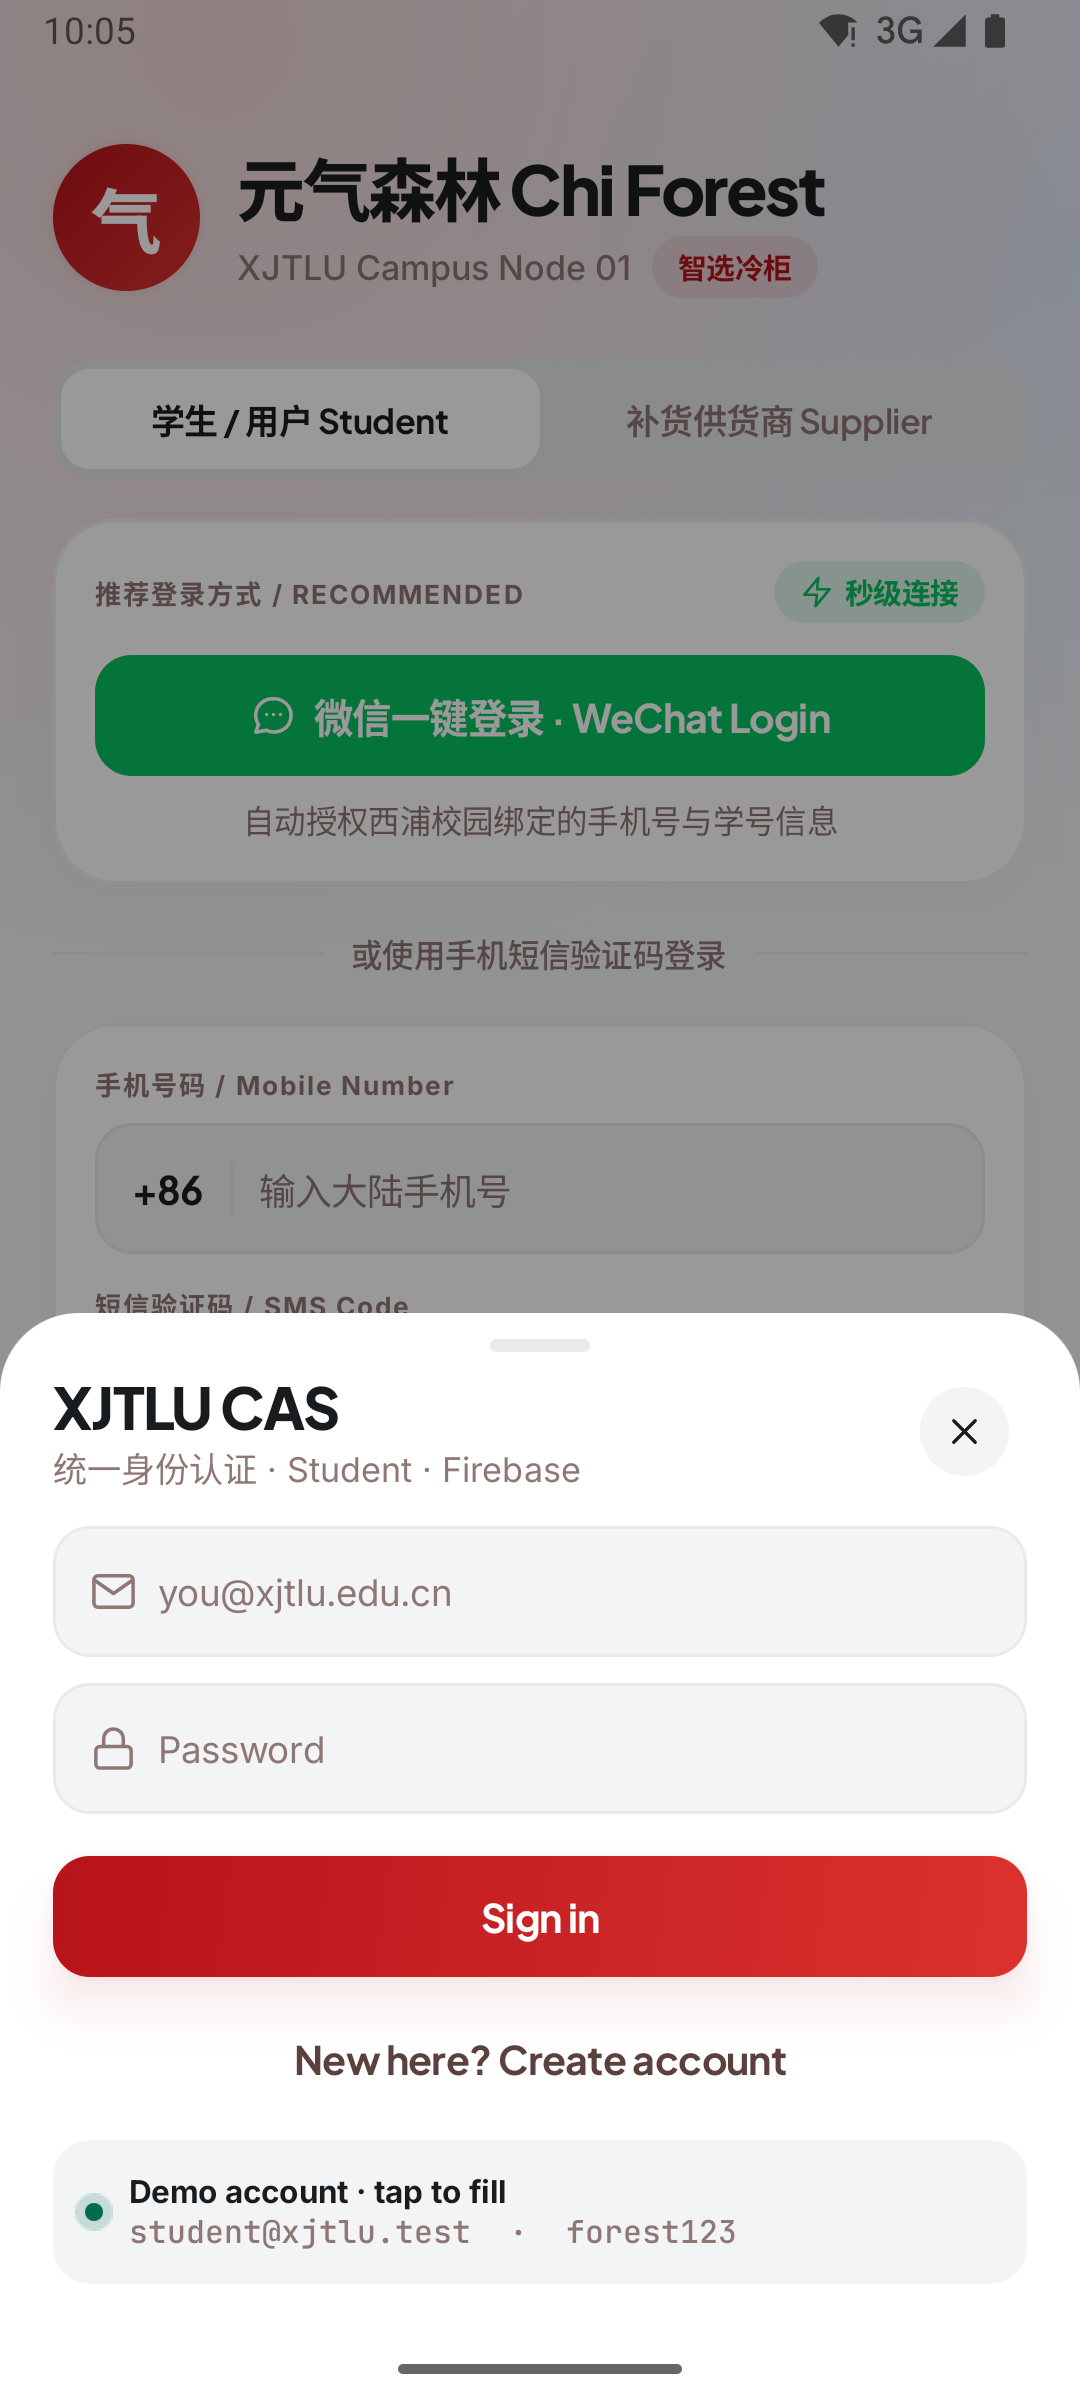 10:05
3G
气
元气森林 Chi Forest
XJTLU Campus Node 01
智选冷柜
学生 / 用户 Student
补货供货商 Supplier
推荐登录方式 / RECOMMENDED
秒级连接
微信一键登录 · WeChat Login
自动授权西浦校园绑定的手机号与学号信息
或使用手机短信验证码登录
手机号码 / Mobile Number
+86
输入大陆手机号
短信验证码 / SMS Code
XJTLU CAS
统一身份认证 · Student · Firebase
you@xjtlu.edu.cn
Password
Sign in
New here? Create account
Demo account · tap to fill
student@xjtlu.test · forest123